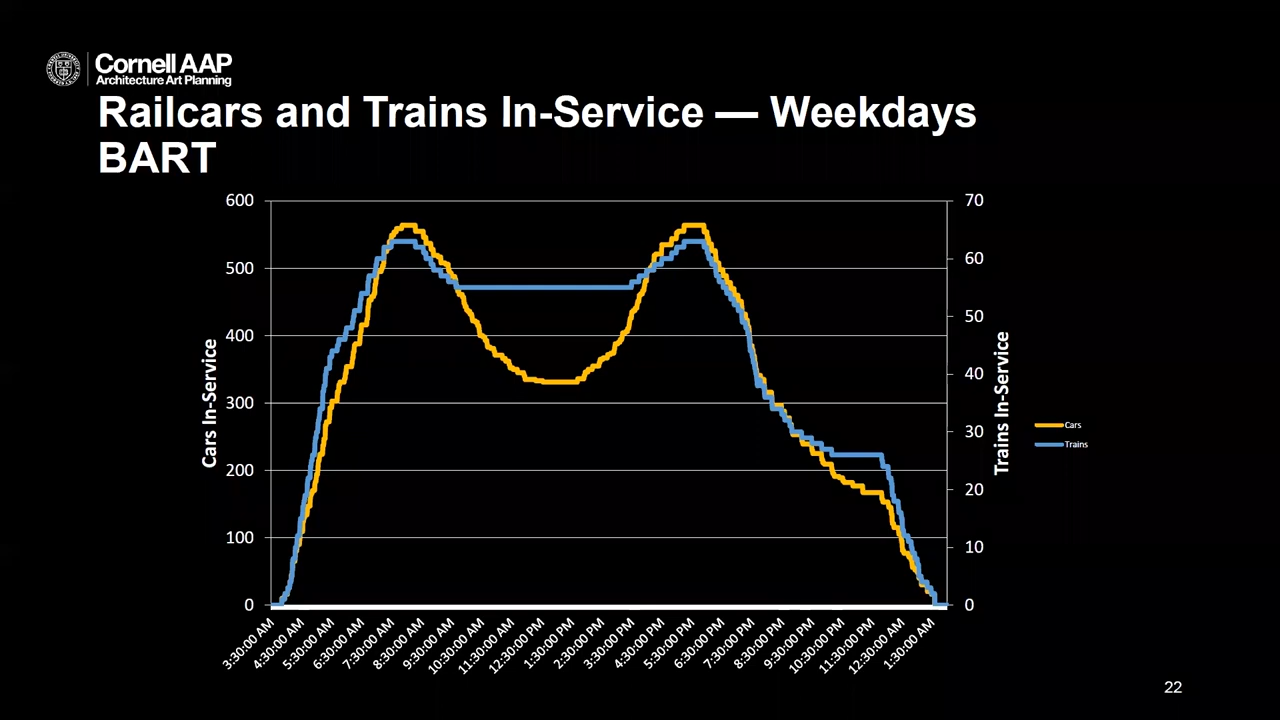 Cornell AAP
Architecture Art Planning
Railcars and Trains In-Service — Weekdays
BART
600
500
400
300
200
100
0
Cars In-Service
70
60
50
40
30
20
10
0
Trains In-Service
Cars
Trains
3:30:00 AM
4:30:00 AM
5:30:00 AM
6:30:00 AM
7:30:00 AM
8:30:00 AM
9:30:00 AM
10:30:00 AM
11:30:00 AM
12:30:00 PM
1:30:00 PM
2:30:00 PM
3:30:00 PM
4:30:00 PM
5:30:00 PM
6:30:00 PM
7:30:00 PM
8:30:00 PM
9:30:00 PM
10:30:00 PM
11:30:00 PM
12:30:00 AM
1:30:00 AM
22